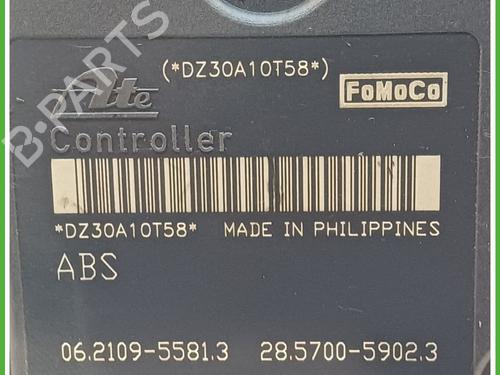 (*DZ30A10T58*)
Ate
FoMoCo
Controller
*DZ30A10T58* MADE IN PHILIPPINES
ABS
06.2109-5581.3 28.5700-5902.3
B-PARTS